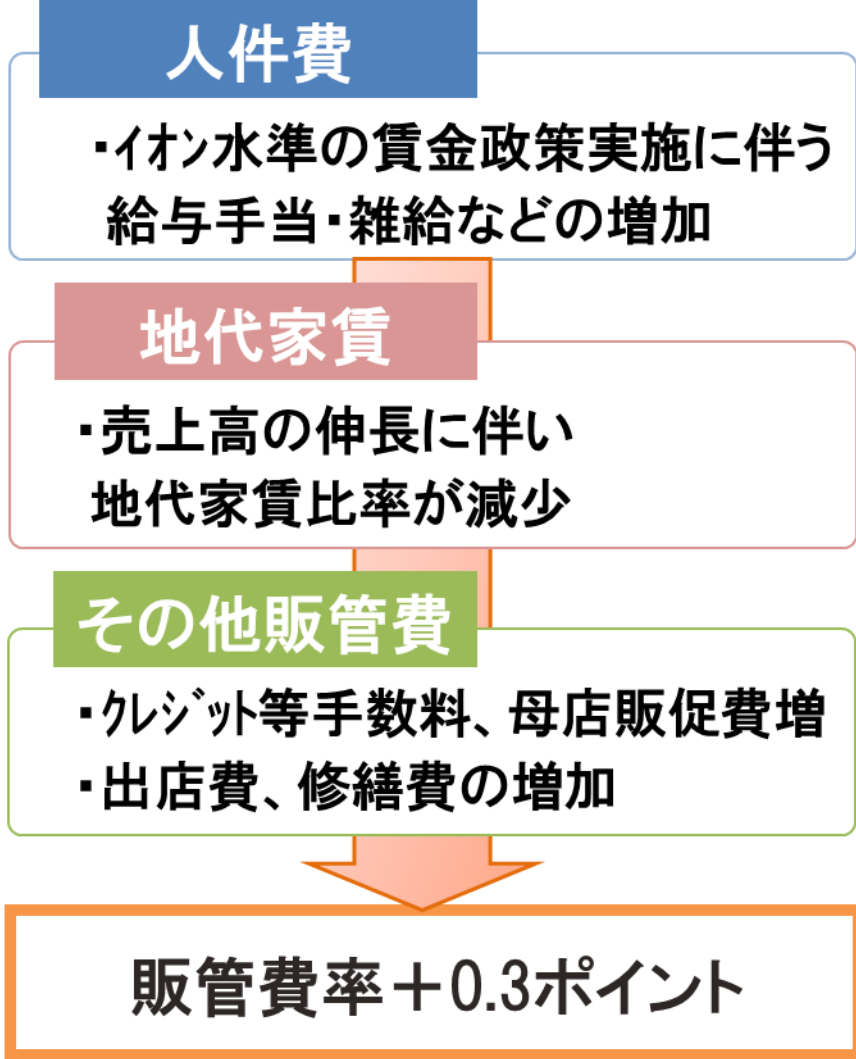 人件費
・ｲｵﾝ水準の賃金政策実施に伴う
給与手当・雑給などの増加
地代家賃
・売上高の伸長に伴い
地代家賃比率が減少
その他販管費
・ｸﾚｼﾞｯﾄ等手数料、母店販促費増
・出店費、修繕費の増加
販管費率＋0.3ポイント